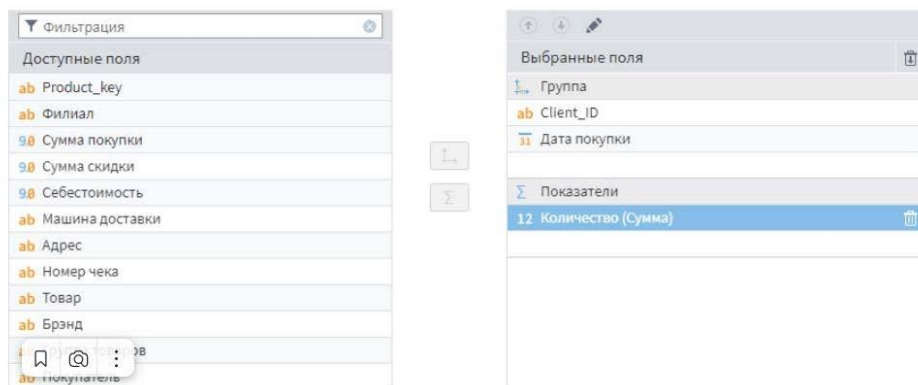 Фильтрация
Доступные поля
ab Product_key
ab Филиал
9.0 Сумма покупки
9.0 Сумма скидки
9.0 Себестоимость
ab Машина доставки
ab Адрес
ab Номер чека
ab Товар
ab Брэнд
ab Покупатель
Выбранные поля
Группа
ab Client_ID
31 Дата покупки
Σ Показатели
12 Количество (Сумма)
Σ